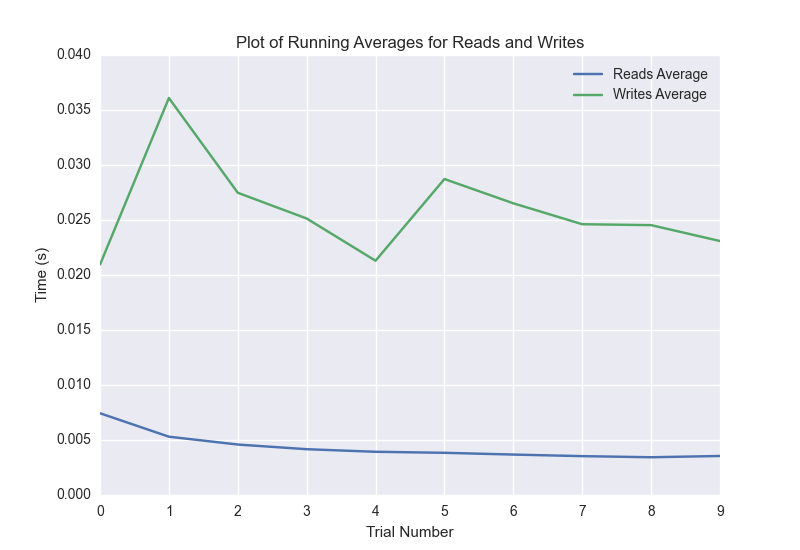 Plot of Running Averages for Reads and Writes
0.040
0.035
0.030
0.025
0.020
0.015
0.010
0.005
0.000
Time (s)
Reads Average
Writes Average
0 1 2 3 4 5 6 7 8 9
Trial Number